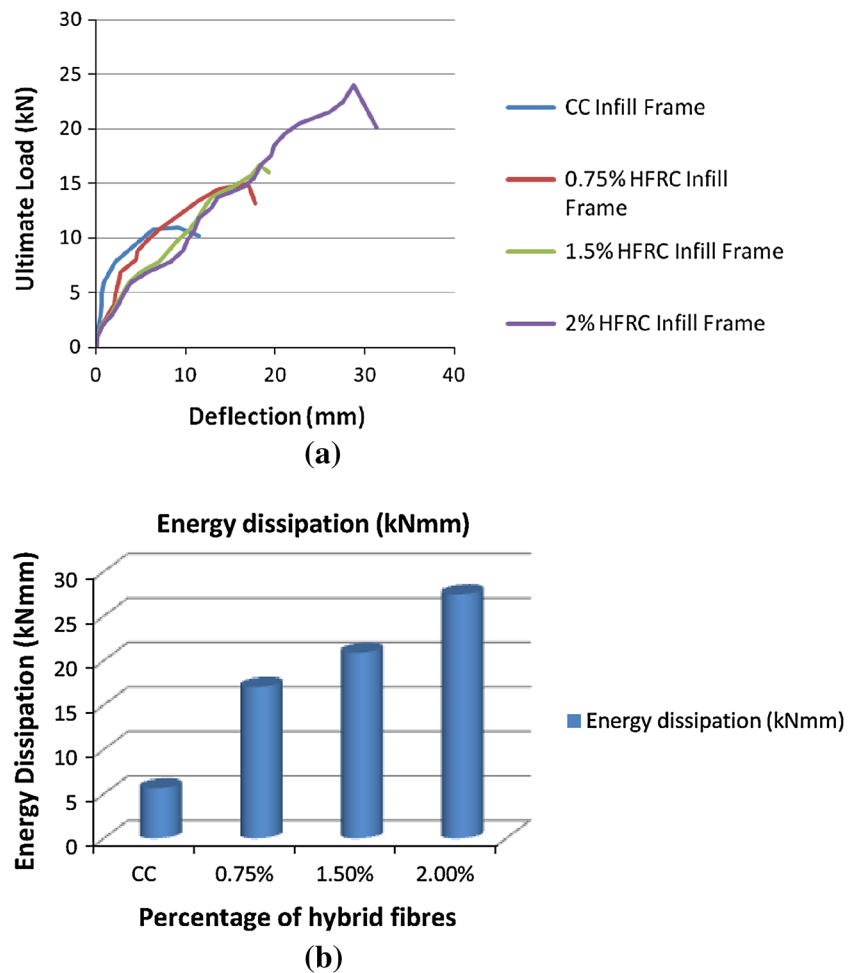 30
25
20
15
10
5
0
Ultimate Load (kN)
0 10 20 30 40
Deflection (mm)
CC Infill Frame
0.75% HFRC Infill
Frame
1.5% HFRC Infill Frame
2% HFRC Infill Frame
(a)
Energy dissipation (kNmm)
30
25
20
15
10
5
0
Energy Dissipation (kNmm)
CC 0.75% 1.50% 2.00%
Percentage of hybrid fibres
Energy dissipation (kNmm)
(b)